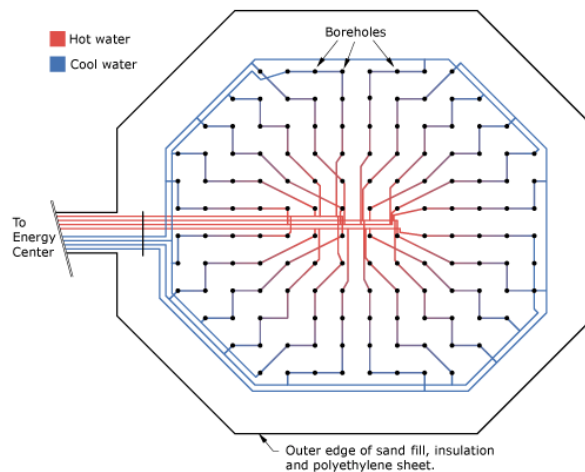 Hot water
Cool water
Boreholes
To
Energy
Center
Outer edge of sand fill, insulation
and polyethylene sheet.